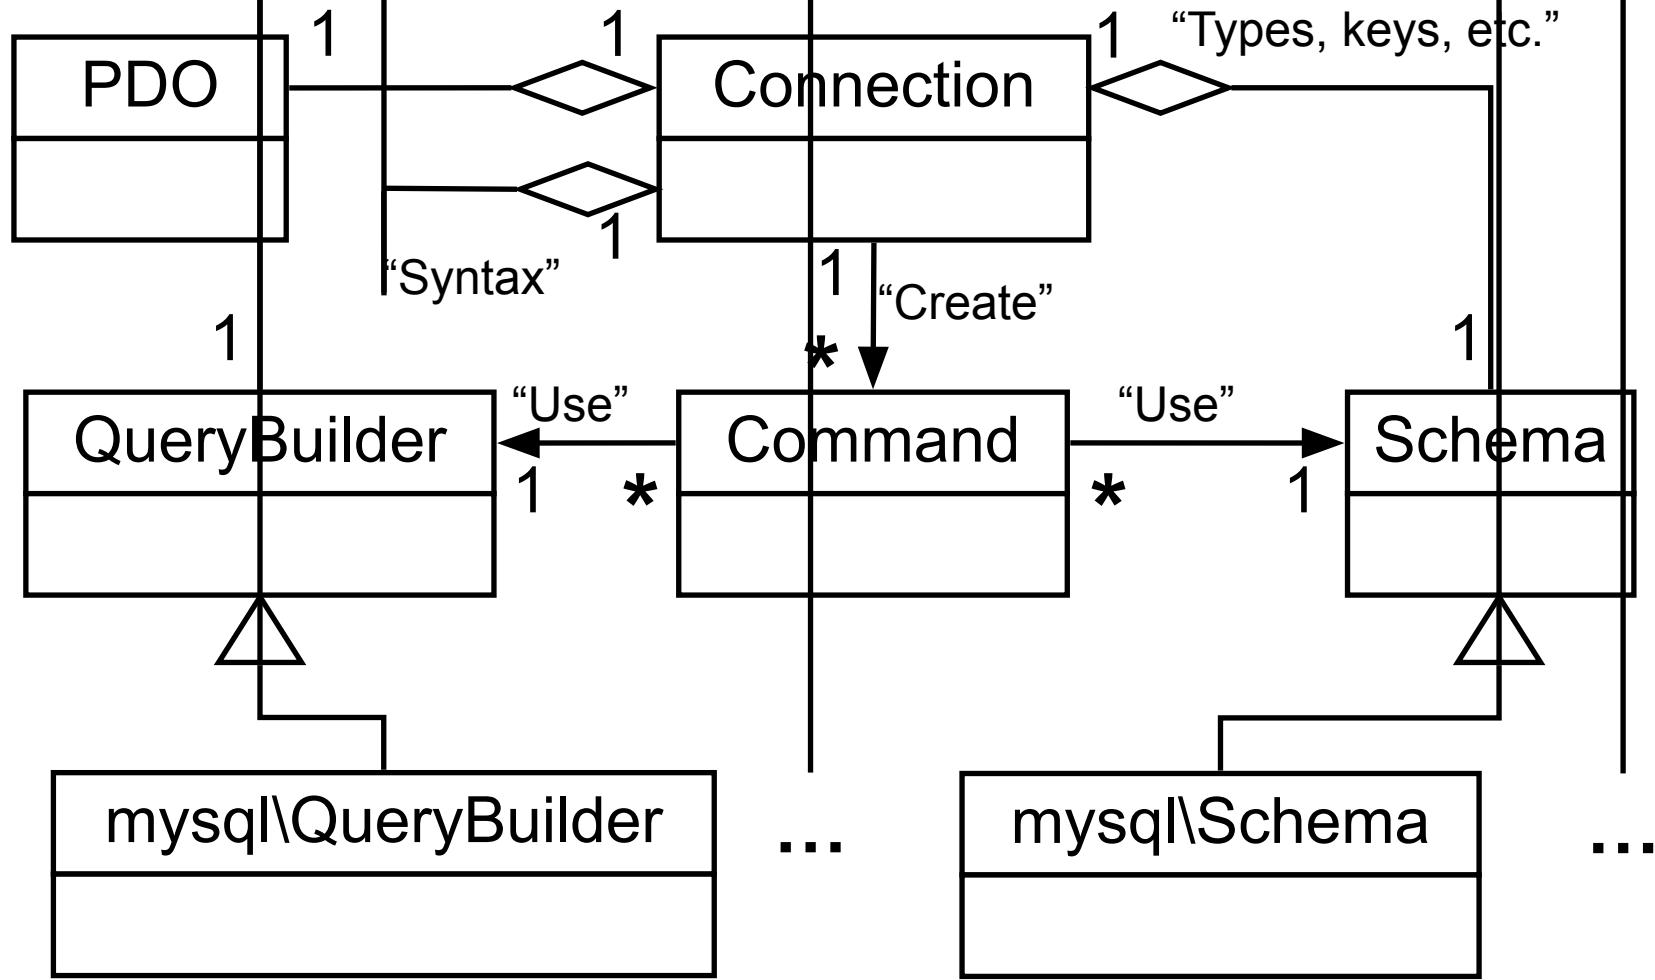 1
1
1
“Types, keys, etc.”
PDO
Connection
1
“Syntax”
1
“Create”
1
*
1
“Use”
“Use”
QueryBuilder
Command
Schema
1
*
*
1
mysql\QueryBuilder
...
mysql\Schema
...